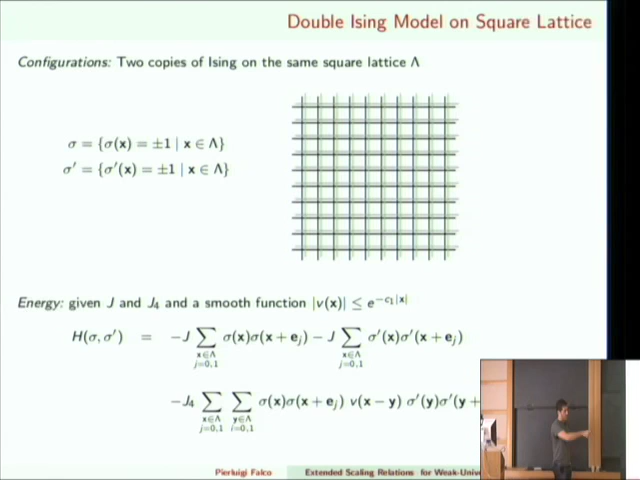 Double Ising Model on Square Lattice
Configurations: Two copies of Ising on the same square lattice Λ
σ = {σ(x) = ±1 | x ∈ Λ}
σ′ = {σ′(x) = ±1 | x ∈ Λ}
Energy: given J and J₄ and a smooth function |v(x)| ≤ e^{−c₁|x|}
H(σ, σ′) = −J ∑_{x∈Λ j=0,1} σ(x)σ(x + e_j) − J ∑_{x∈Λ j=0,1} σ′(x)σ′(x + e_j)
−J₄ ∑_{x∈Λ j=0,1} ∑_{y∈Λ i=0,1} σ(x)σ(x + e_j) v(x − y) σ′(y)σ′(y +
Pierluigi Falco Extended Scaling Relations for Weak-Univ